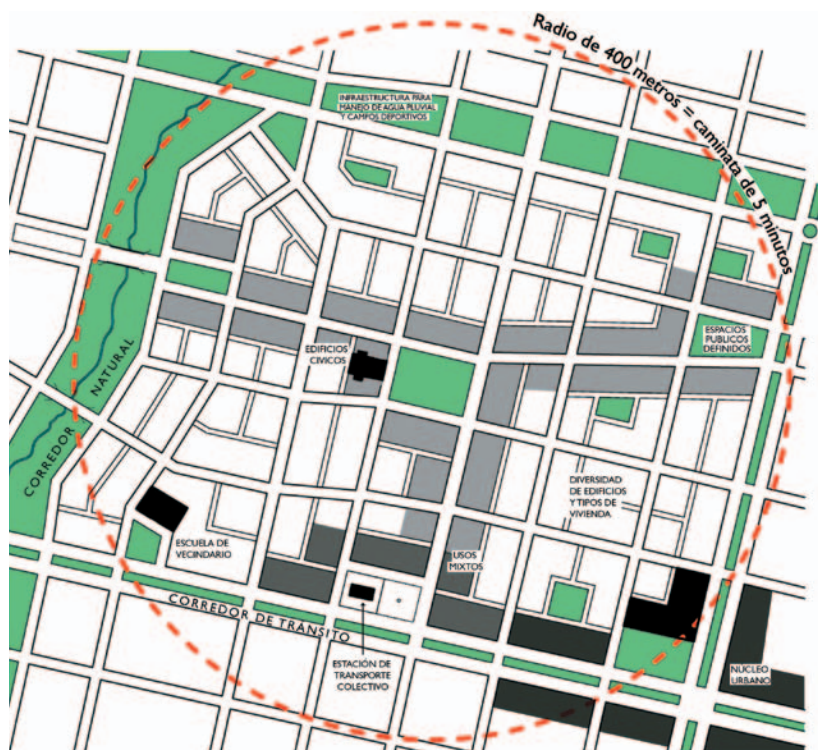 Radio de 400 metros = caminata de 5 minutos
INFRAESTRUCTURA PARA
MANEJO DE AGUA PLUVIAL
Y CAMPOS DEPORTIVOS
ESPACIOS
PUBLICOS
DEFINIDOS
EDIFICIOS
CIVICOS
CORREDOR NATURAL
DIVERSIDAD
DE EDIFICIOS
Y TIPOS DE
VIVIENDA
ESCUELA DE
VECINDARIO
USOS
MIXTOS
CORREDOR DE TRÁNSITO
ESTACIÓN DE
TRANSPORTE
COLECTIVO
NUCLEO
URBANO